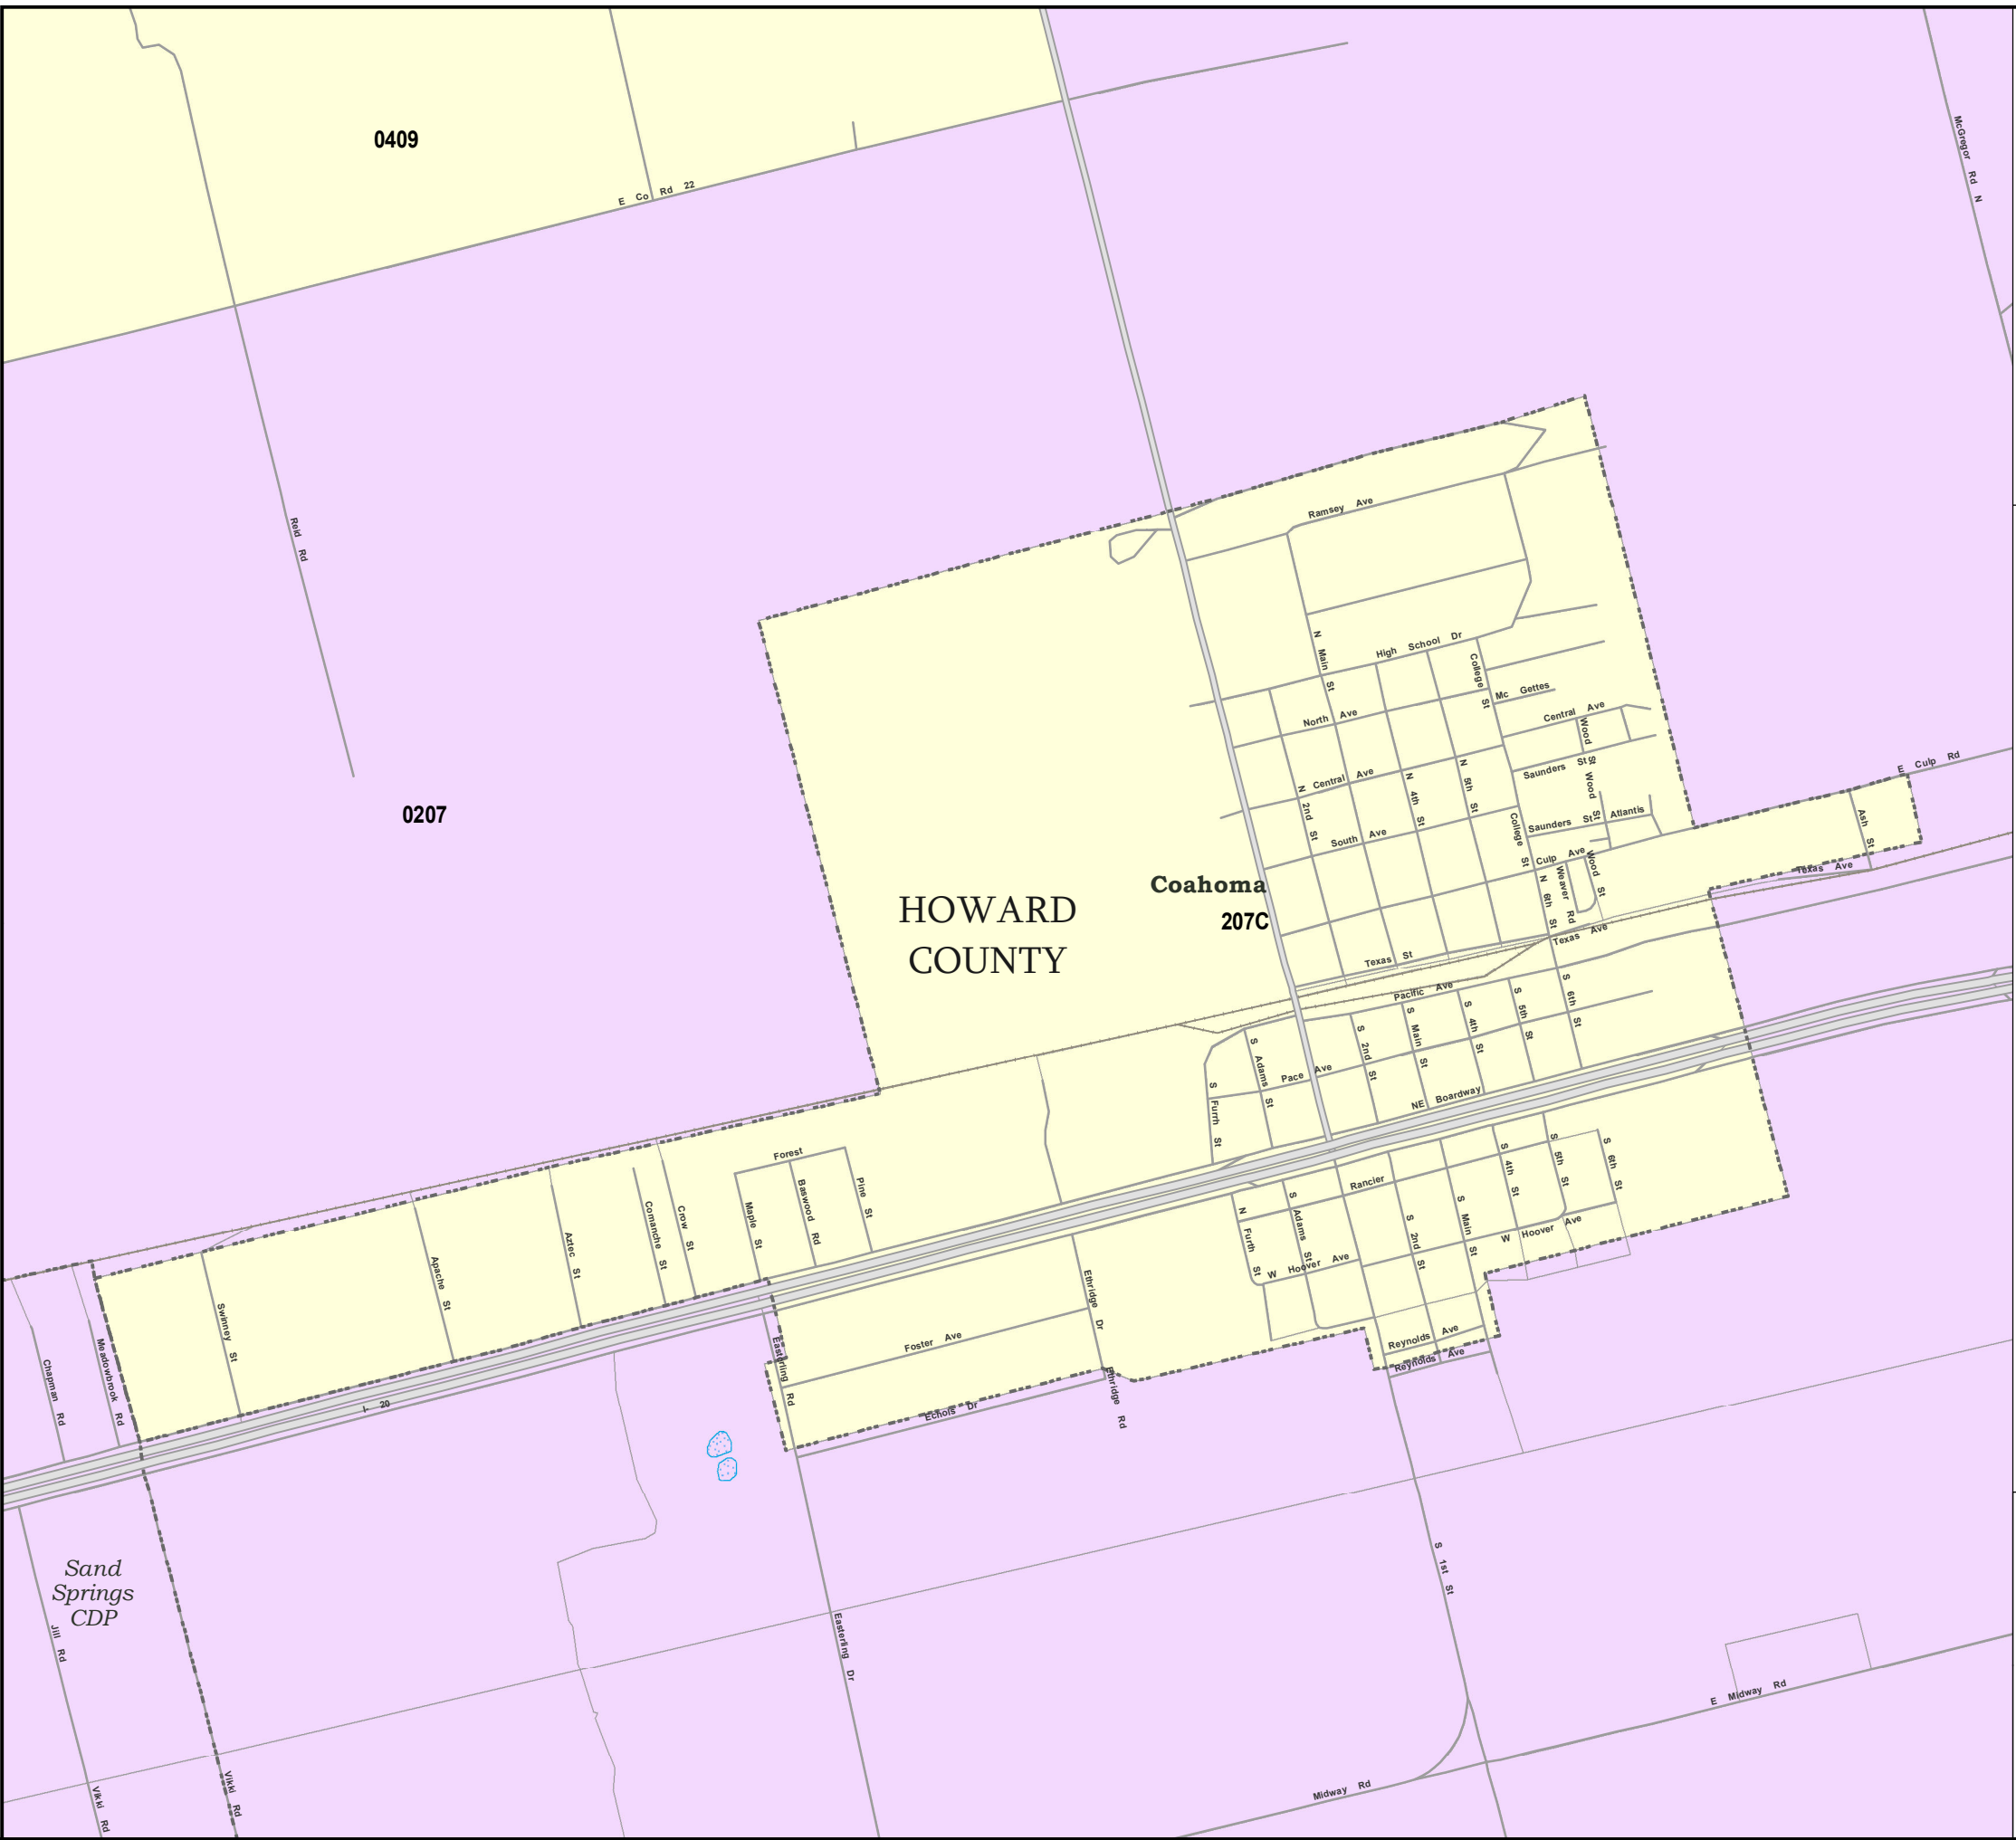 0409
E Co Rd 22
McGregor Rd N
Reid Rd
Ramsey Ave
N Main St
High School Dr
College St
Mc Gettes
North Ave
Central Ave
Wood St
Saunders St
E Culp Rd
Central Ave
N 2nd St
N 4th St
N 5th St
Wood St
0207
South Ave
College St
Saunders St
Atlantis
Ash St
Culp Ave
Texas Ave
Coahoma
207C
HOWARD
COUNTY
N 6th St
Weaver Rd
Wood St
Texas Ave
Texas St
Pacific Ave
S Adams St
S 2nd St
S Main St
S 4th St
S 5th St
S 6th St
Pace Ave
S Furrh St
NE Boardway
Forest
Maple St
Baswood Rd
Pine St
Rancier
S 4th St
S 5th St
S 6th St
Swinney St
Apache St
Aztec St
Comanche St
Crow St
N Furth St
S Adams St
S 2nd St
S Main St
W Hoover Ave
W Hoover Ave
Chapman Rd
Meadowbrook Rd
Ethridge Dr
Foster Ave
Easterling Rd
Reynolds Ave
Reynolds Ave
I- 20
Echols Dr
Ethridge Rd
Sand
Springs
CDP
Jill Rd
S 1st St
Easterling Dr
E Midway Rd
Midway Rd
Vikki Rd
Vikki Rd